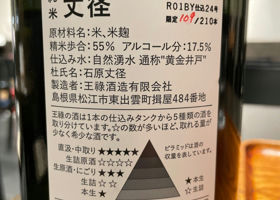 米 丈径
R01BY仕込24号
限定109/210本
原材料名:米、米麹
精米歩合:55% アルコール分:17.5%
仕込み水:自然湧水 通称"黄金井戸"
杜氏名:石原丈径
製造者:王祿酒造有限会社
島根県松江市東出雲町揖屋484番地
王祿の酒は1本の仕込みタンクから5種類の酒を
取り分けています。☆の数が多いほど、取れる量が
少なく希少な酒です。
直汲・中取り★★★★★
生詰原酒☆☆☆☆
生原酒・にごり★★★
生詰☆☆
本生★
ピラミッドは酒の
収量を表しています。